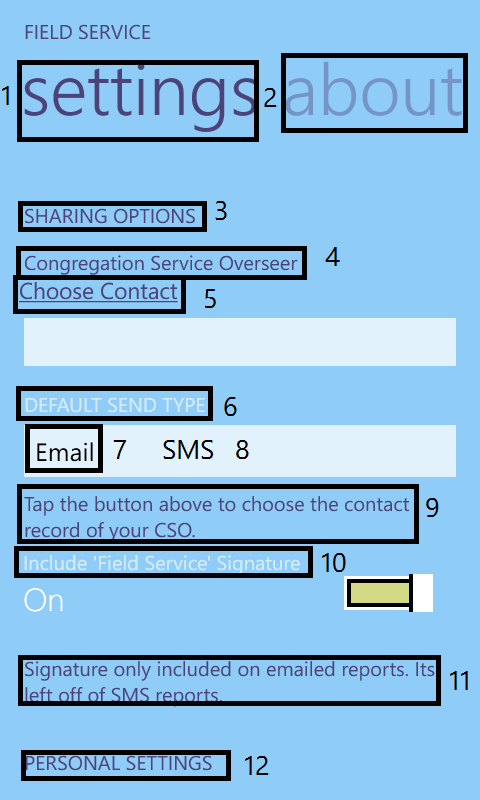 FIELD SERVICE
1 settings 2 about
SHARING OPTIONS 3
Congregation Service Overseer 4
Choose Contact 5
DEFAULT SEND TYPE 6
Email 7 SMS 8
Tap the button above to choose the contact 9
record of your CSO.
Include 'Field Service' Signature 10
On
Signature only included on emailed reports. Its 11
left off of SMS reports.
PERSONAL SETTINGS 12